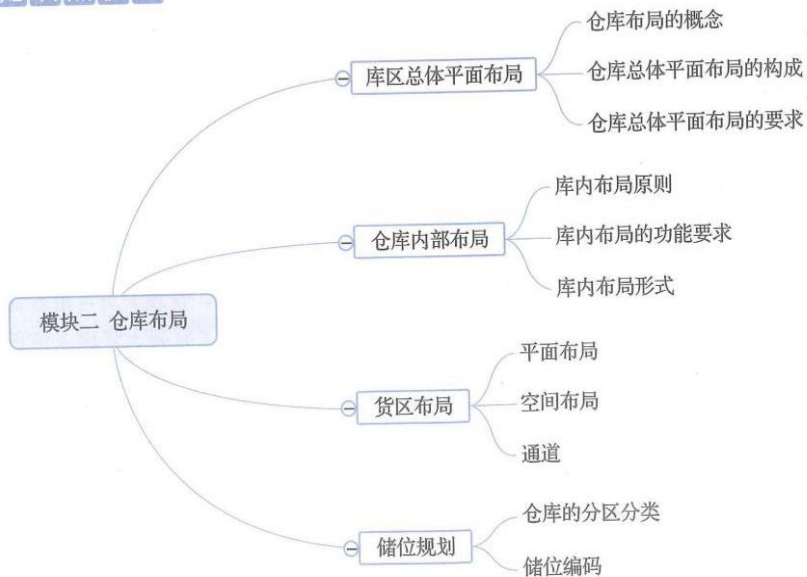 仓库布局的概念
库区总体平面布局
仓库总体平面布局的构成
仓库总体平面布局的要求
库内布局原则
仓库内部布局
库内布局的功能要求
库内布局形式
模块二 仓库布局
平面布局
货区布局
空间布局
通道
仓库的分区分类
储位规划
储位编码